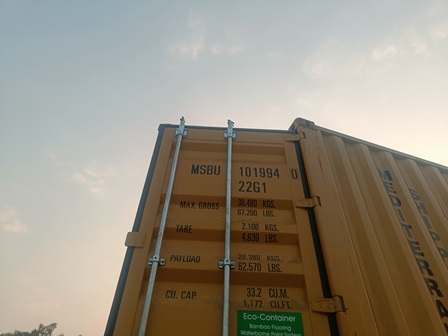 MSBU 101994 0
22G1
MAX. GROSS 30,480 KGS.
67,200 LBS.
TARE 2,100 KGS.
4,630 LBS.
PAYLOAD 28,380 KGS.
62,570 LBS.
CU. CAP. 33.2 CU.M.
1,172 CU.FT.
Eco-Container
Bamboo Flooring
Waterborne Paint System
MEDITERR
SHIPP